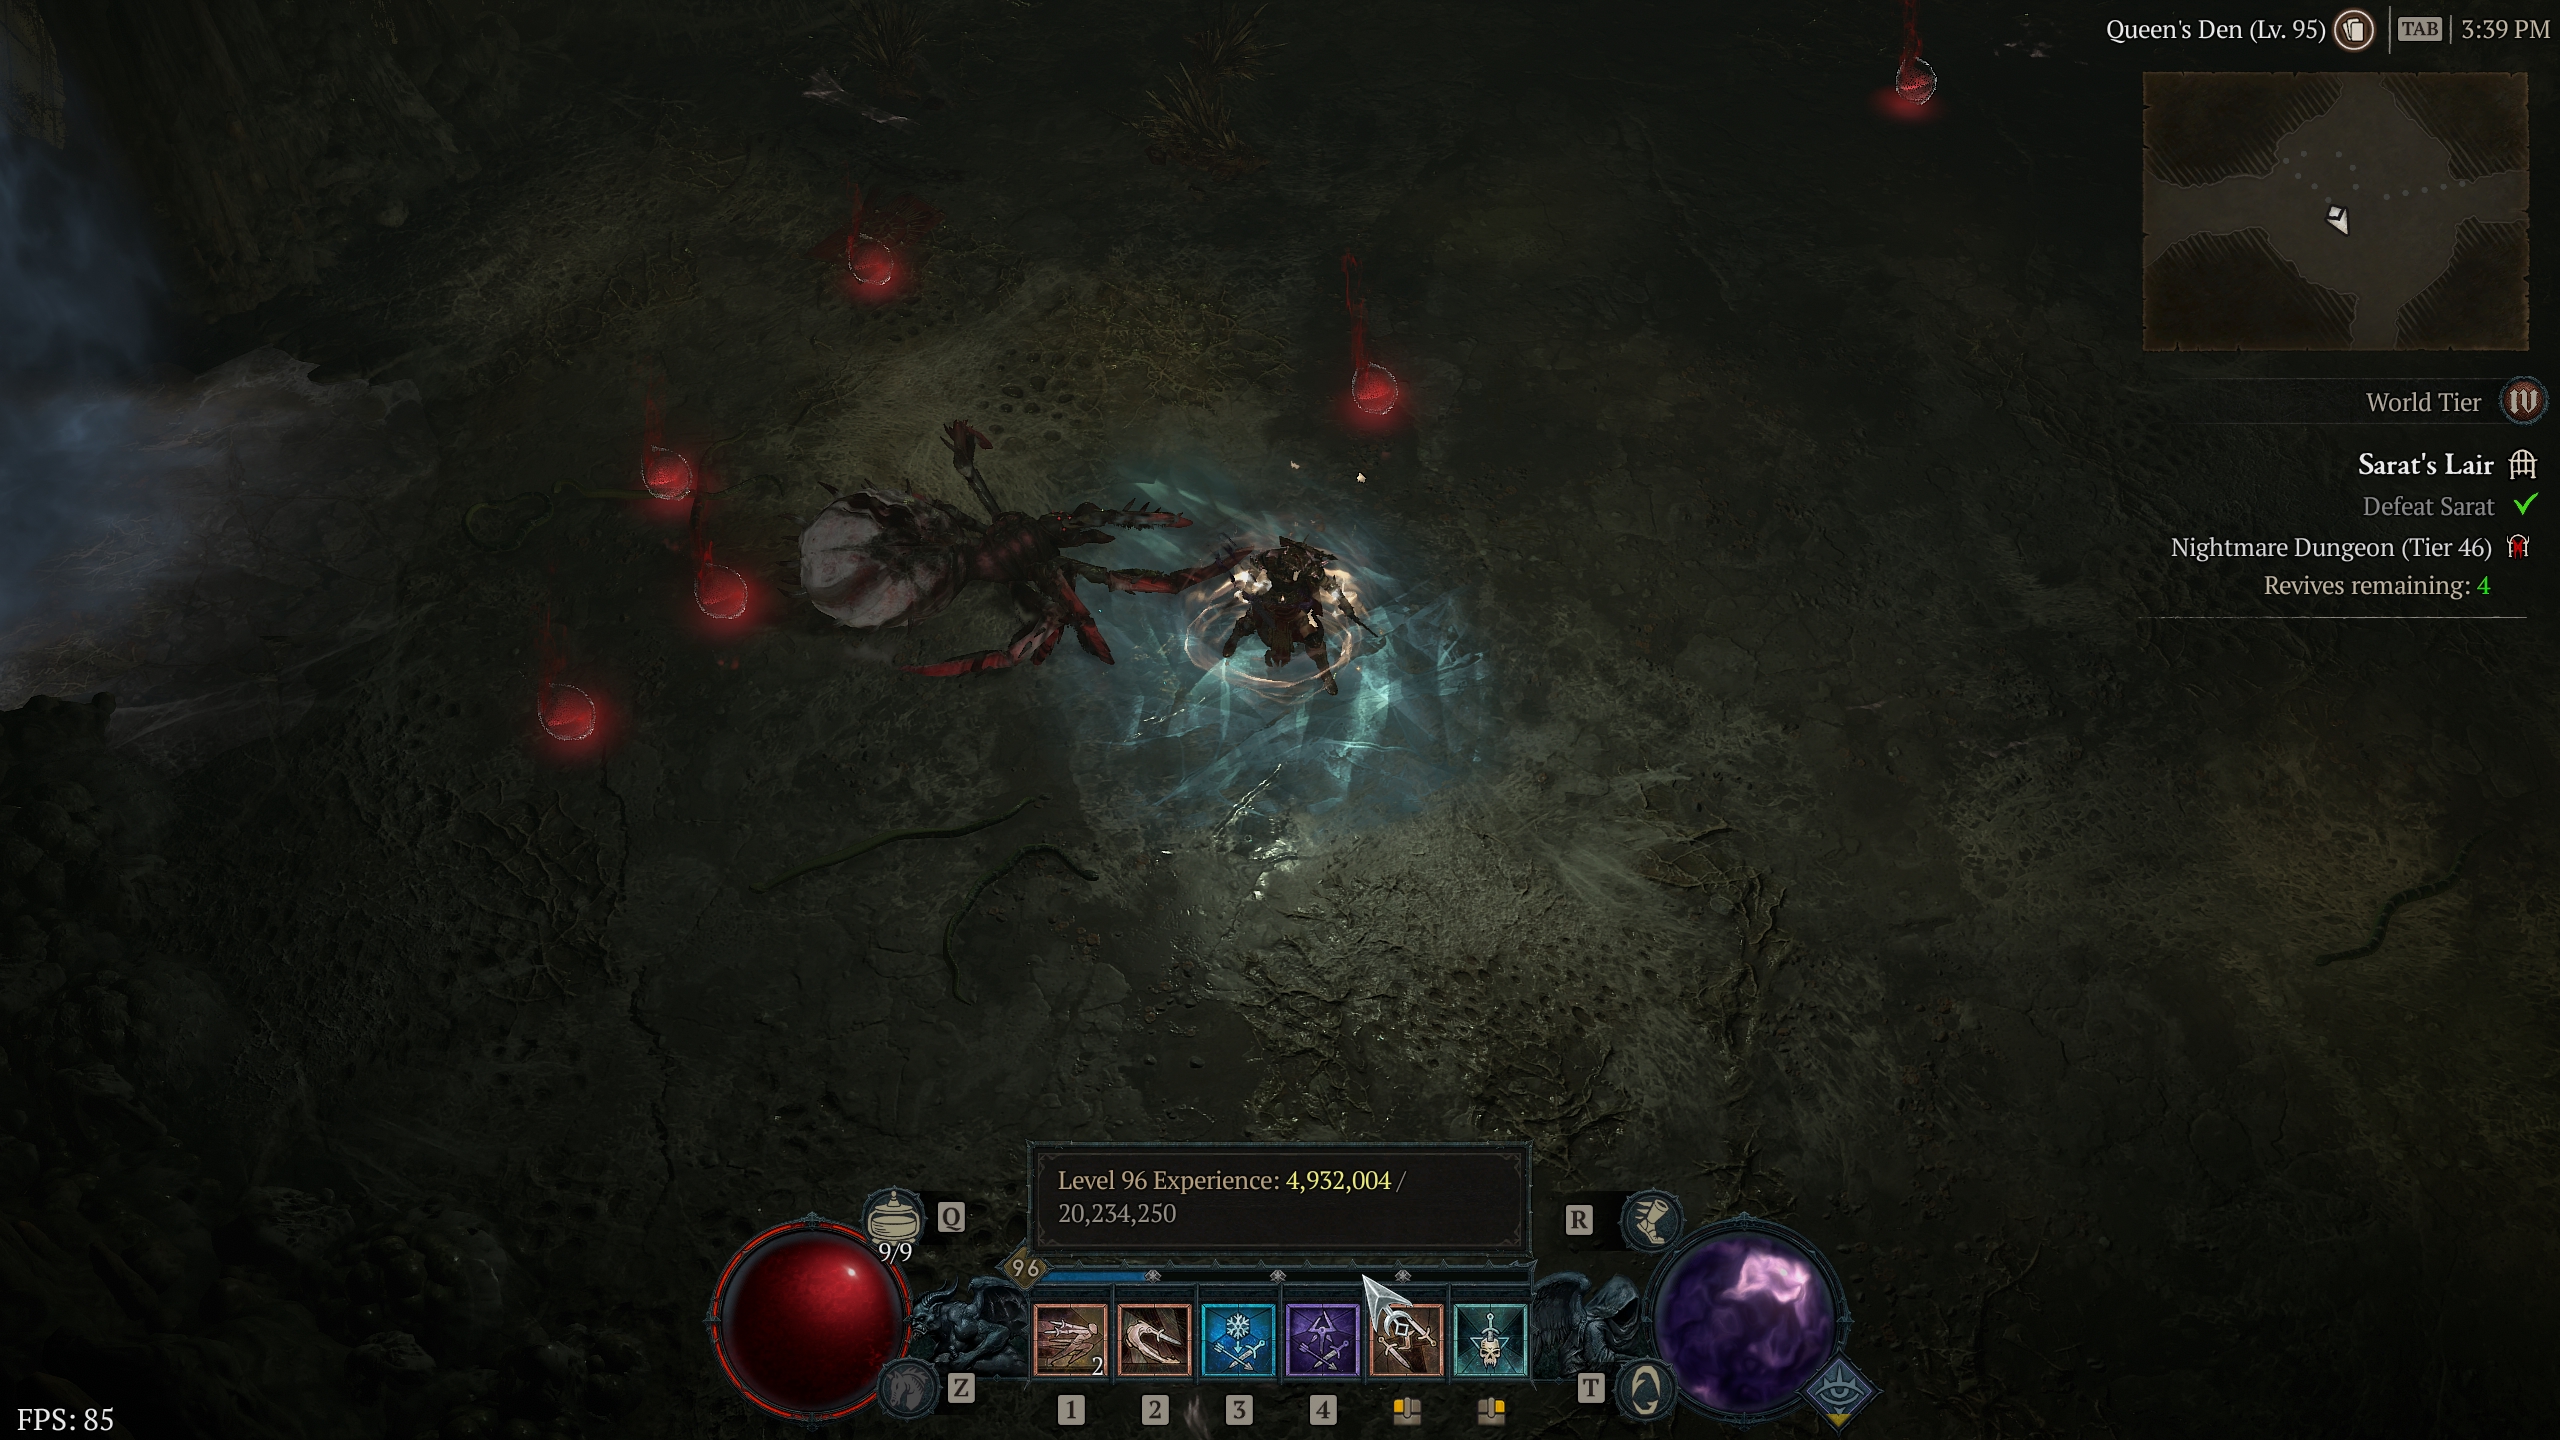 Queen's Den (Lv. 95) TAB 3:39 PM
World Tier IV
Sarat's Lair
Defeat Sarat
Nightmare Dungeon (Tier 46)
Revives remaining: 4
Level 96 Experience: 4,932,004 /
20,234,250
Q
R
9/9
96
2
Z
T
1 2 3 4
FPS: 85